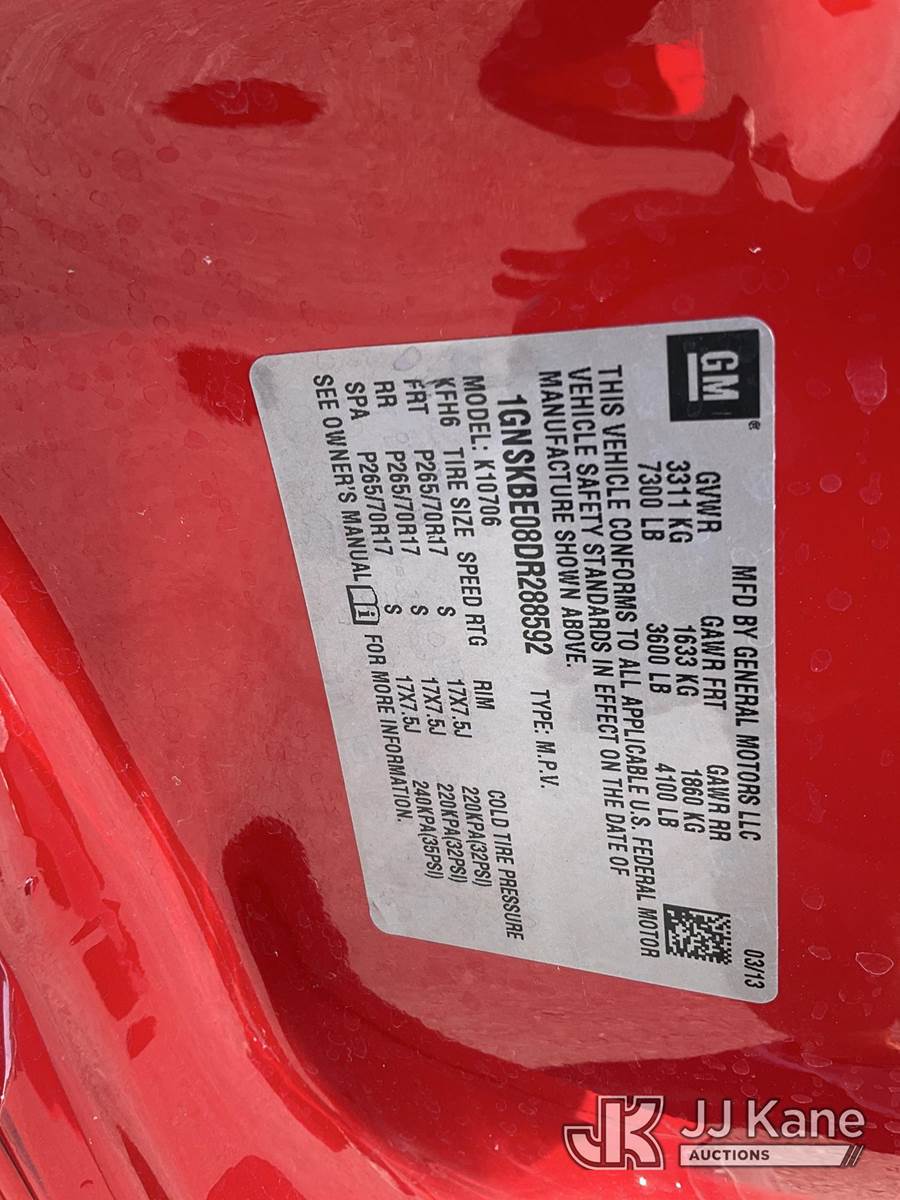 GM®
MFD BY GENERAL MOTORS LLC 03/13
GVWR GAWR FRT GAWR RR
3311 KG 1633 KG 1860 KG
7300 LB 3600 LB 4100 LB
THIS VEHICLE CONFORMS TO ALL APPLICABLE U.S. FEDERAL MOTOR
VEHICLE SAFETY STANDARDS IN EFFECT ON THE DATE OF
MANUFACTURE SHOWN ABOVE.
1GNSKBE08DR288592 TYPE: M.P.V.
MODEL: K10706
KFH6 TIRE SIZE SPEED RTG RIM COLD TIRE PRESSURE
FRT P265/70R17 S 17X7.5J 220KPA(32PSI)
RR P265/70R17 S 17X7.5J 220KPA(32PSI)
SPA P265/70R17 S 17X7.5J 240KPA(35PSI)
SEE OWNER'S MANUAL i FOR MORE INFORMATION.
JK JJ Kane
AUCTIONS